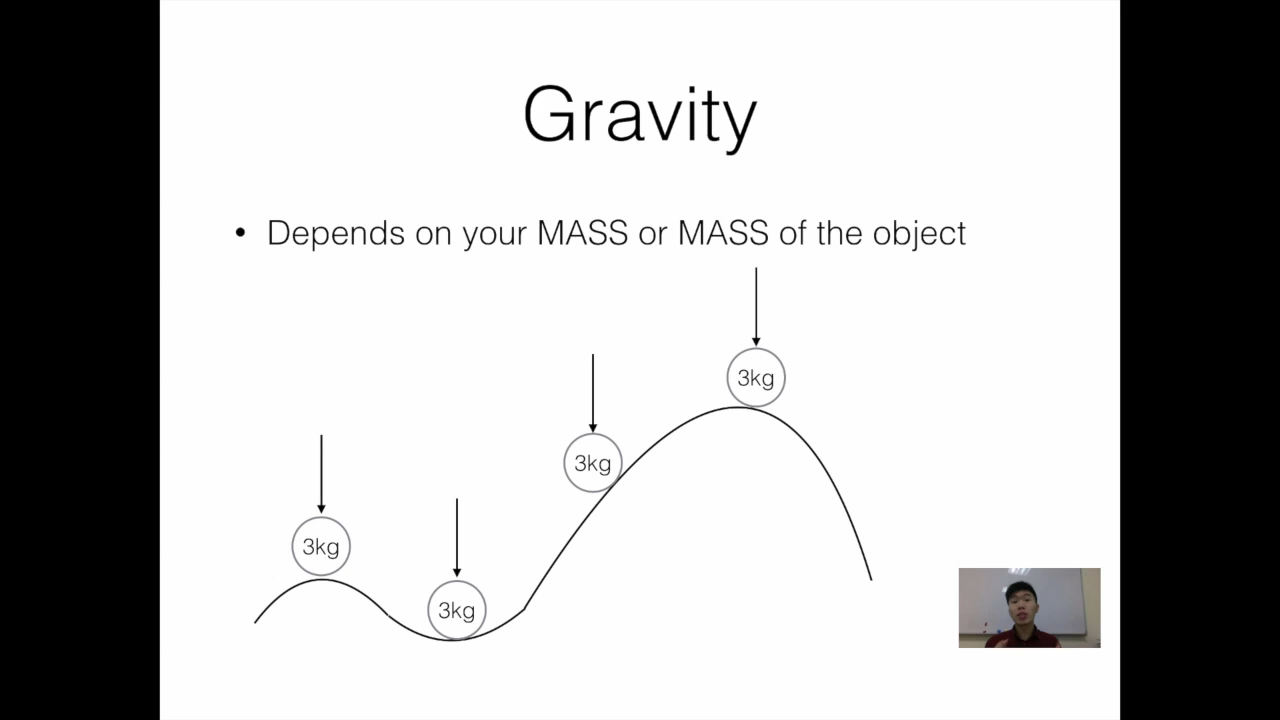 Gravity
• Depends on your MASS or MASS of the object
3kg
3kg
3kg
3kg